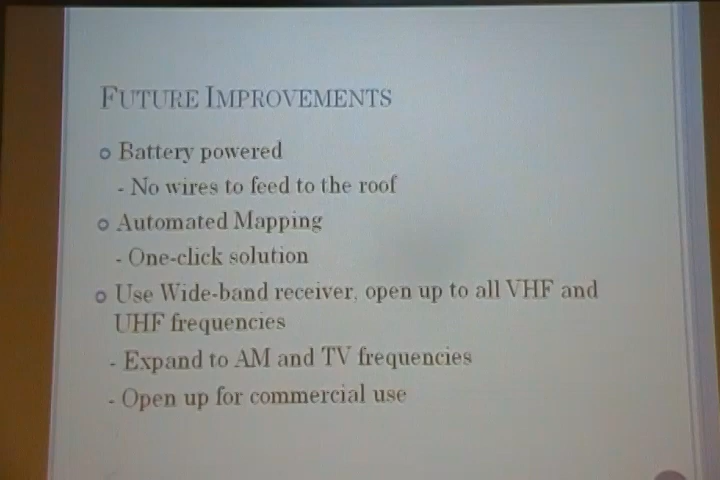 FUTURE IMPROVEMENTS
Battery powered
- No wires to feed to the roof
Automated Mapping
- One-click solution
Use Wide-band receiver, open up to all VHF and
UHF frequencies
- Expand to AM and TV frequencies
- Open up for commercial use